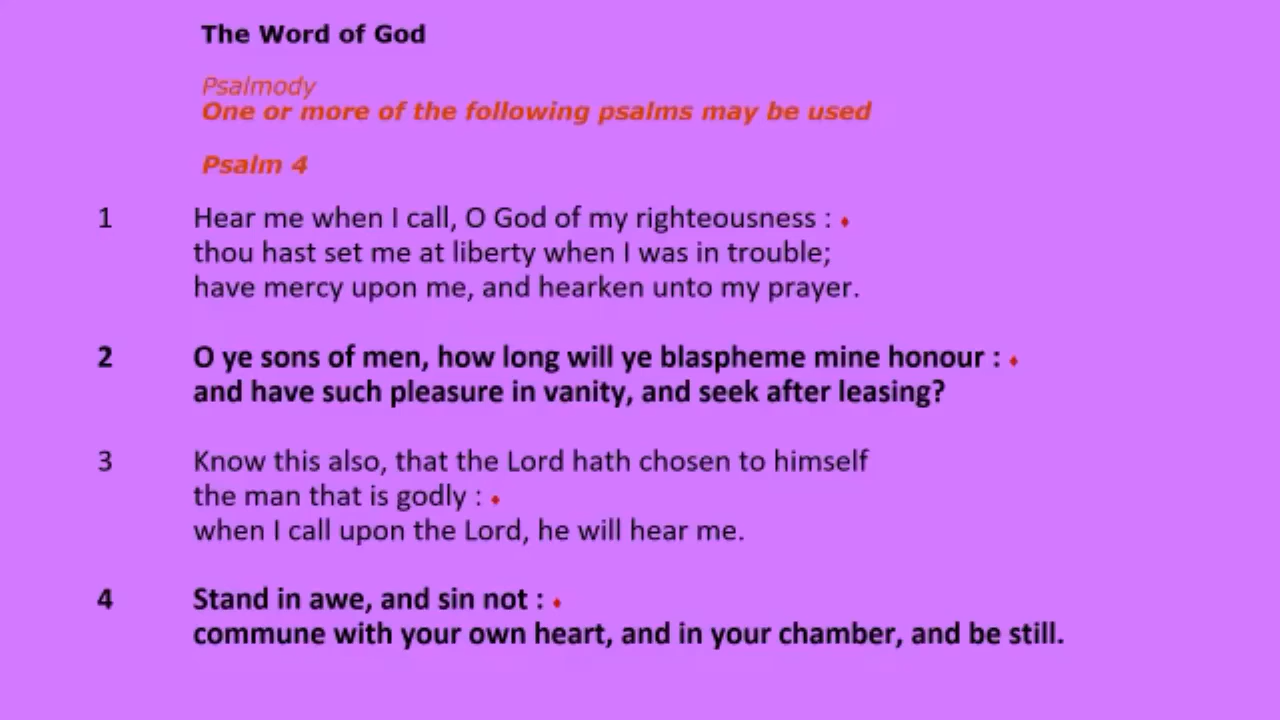 The Word of God
Psalmody
One or more of the following psalms may be used
Psalm 4
1 Hear me when I call, O God of my righteousness : ♦
thou hast set me at liberty when I was in trouble;
have mercy upon me, and hearken unto my prayer.
2 O ye sons of men, how long will ye blaspheme mine honour : ♦
and have such pleasure in vanity, and seek after leasing?
3 Know this also, that the Lord hath chosen to himself
the man that is godly : ♦
when I call upon the Lord, he will hear me.
4 Stand in awe, and sin not : ♦
commune with your own heart, and in your chamber, and be still.